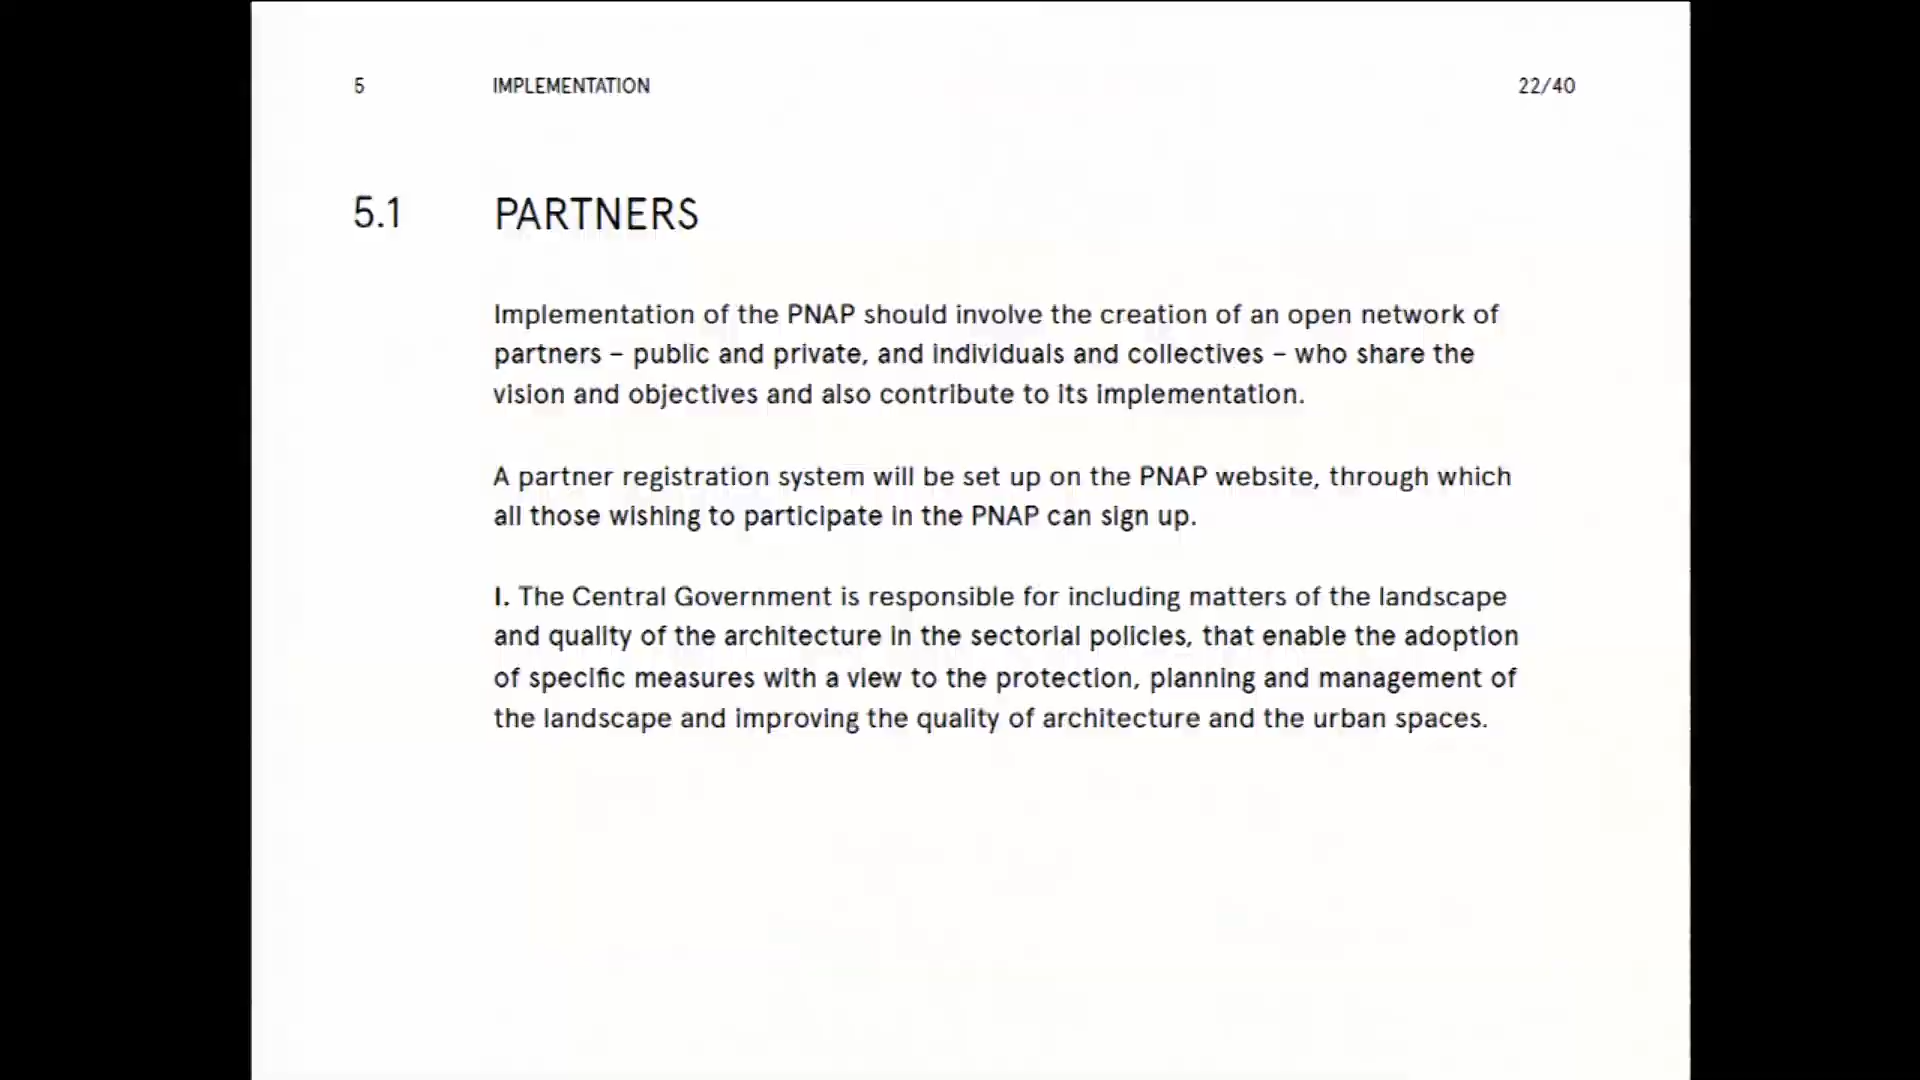 5 IMPLEMENTATION 22/40
5.1 PARTNERS
Implementation of the PNAP should involve the creation of an open network of
partners – public and private, and individuals and collectives – who share the
vision and objectives and also contribute to its implementation.
A partner registration system will be set up on the PNAP website, through which
all those wishing to participate in the PNAP can sign up.
I. The Central Government is responsible for including matters of the landscape
and quality of the architecture in the sectorial policies, that enable the adoption
of specific measures with a view to the protection, planning and management of
the landscape and improving the quality of architecture and the urban spaces.